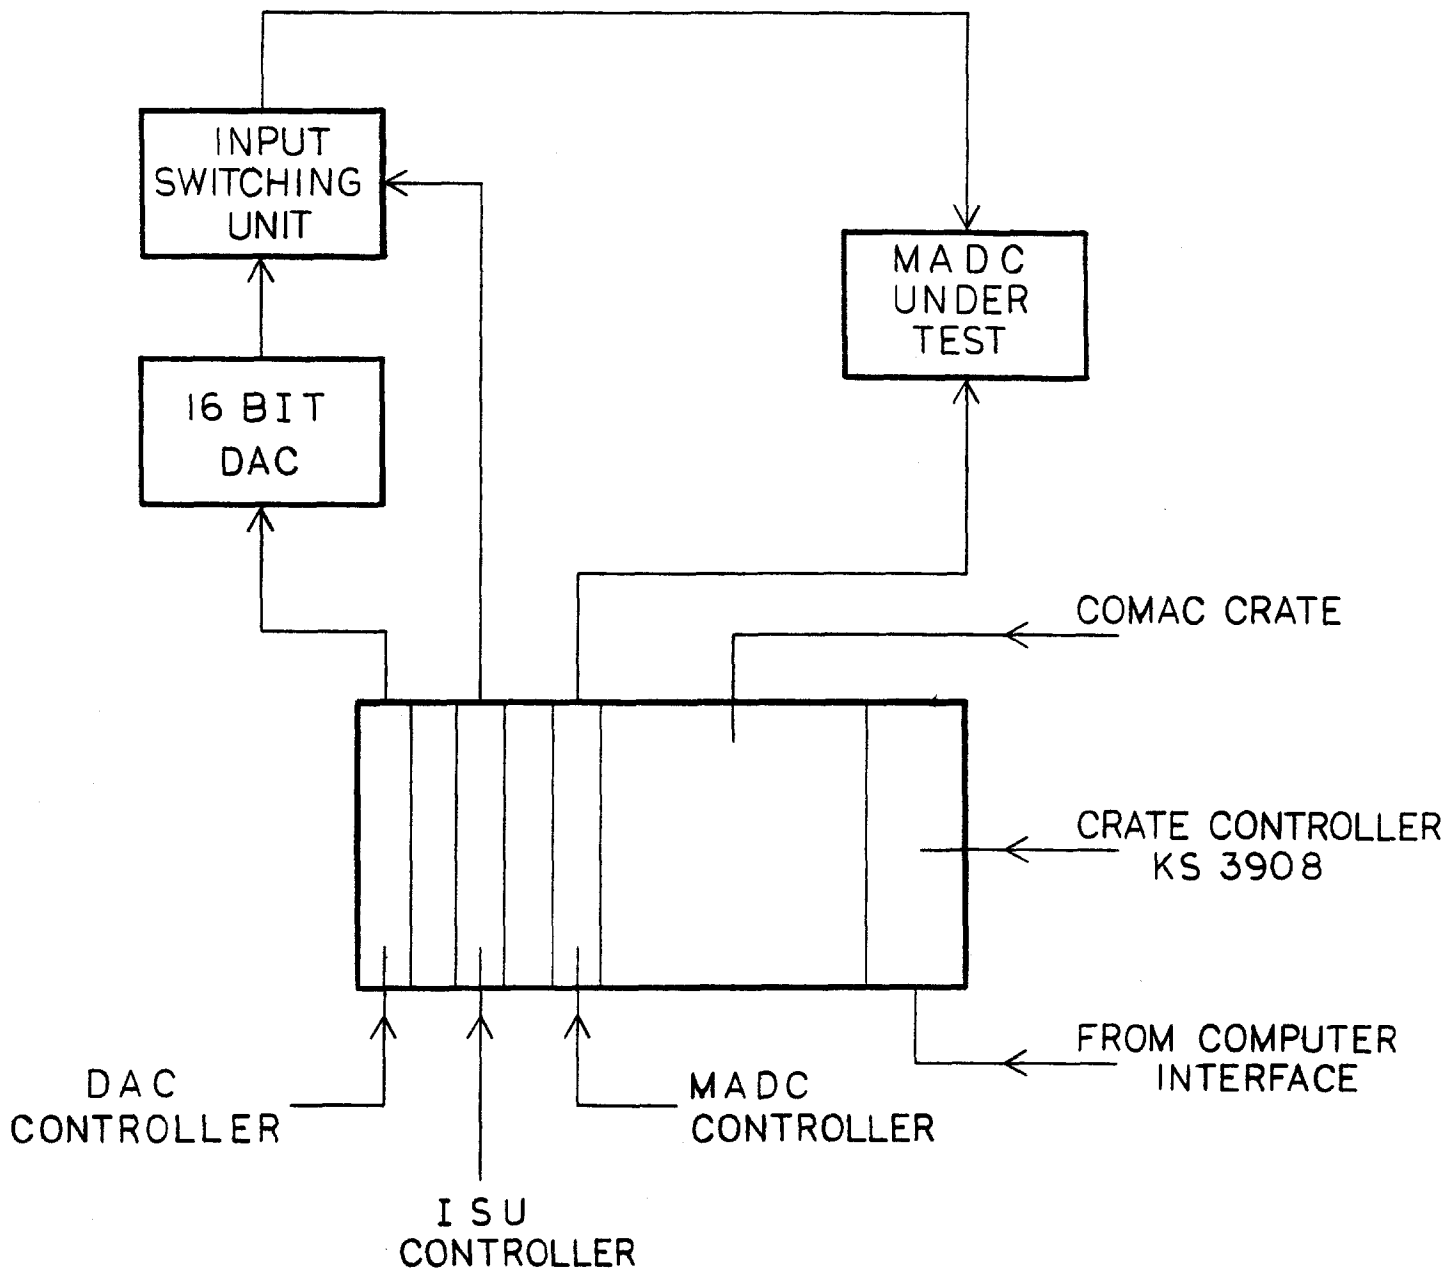 INPUT
SWITCHING
UNIT
MADC
UNDER
TEST
16 BIT
DAC
COMAC CRATE
CRATE CONTROLLER
KS 3908
FROM COMPUTER
INTERFACE
DAC
CONTROLLER
MADC
CONTROLLER
ISU
CONTROLLER